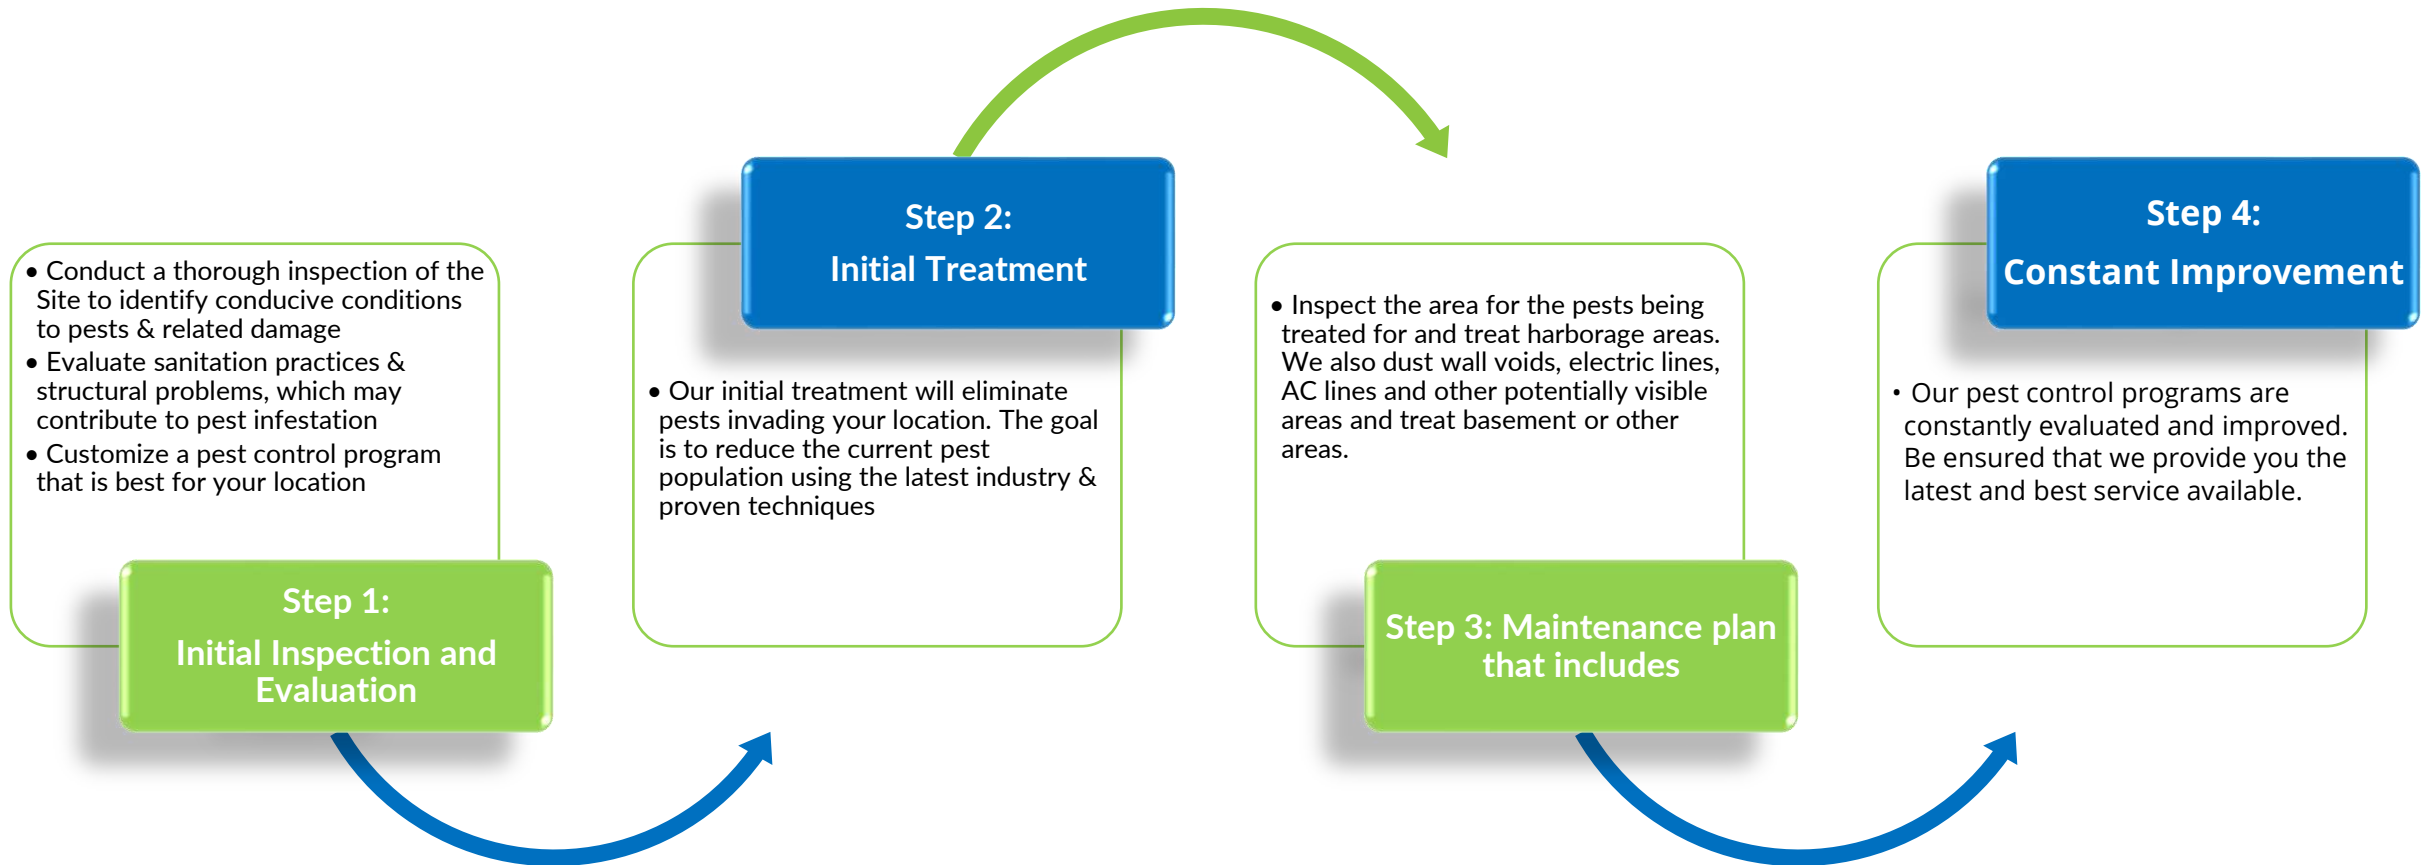 • Conduct a thorough inspection of the
Site to identify conducive conditions
to pests & related damage
• Evaluate sanitation practices &
structural problems, which may
contribute to pest infestation
• Customize a pest control program
that is best for your location
Step 1:
Initial Inspection and
Evaluation
Step 2:
Initial Treatment
• Our initial treatment will eliminate
pests invading your location. The goal
is to reduce the current pest
population using the latest industry &
proven techniques
• Inspect the area for the pests being
treated for and treat harborage areas.
We also dust wall voids, electric lines,
AC lines and other potentially visible
areas and treat basement or other
areas.
Step 3: Maintenance plan
that includes
Step 4:
Constant Improvement
• Our pest control programs are
constantly evaluated and improved.
Be ensured that we provide you the
latest and best service available.